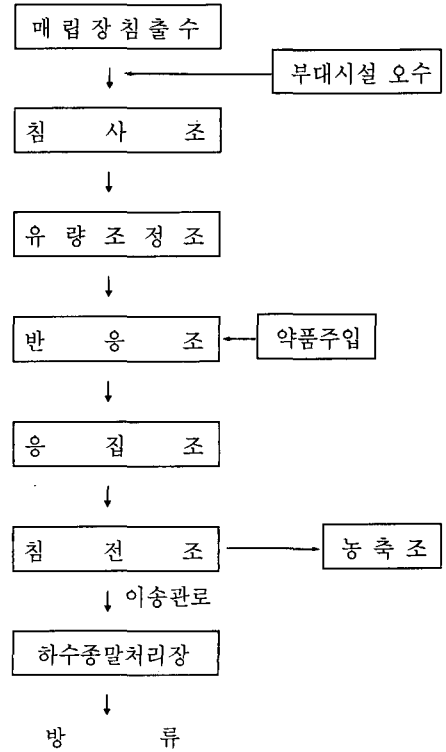 매립장침출수
부대시설 오수
침사조
유량조정조
반응조
약품주입
응집조
침전조
농축조
이송관로
하수종말처리장
방류